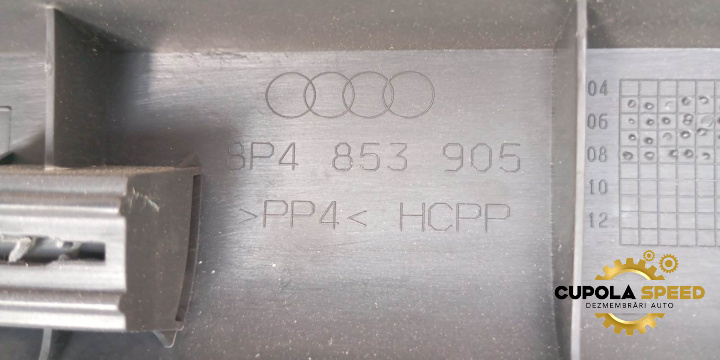 8P4 853 905
>PP4< HCPP
04
06
08
10
12
CUPOLA SPEED
DEZMEMBRĂRI AUTO